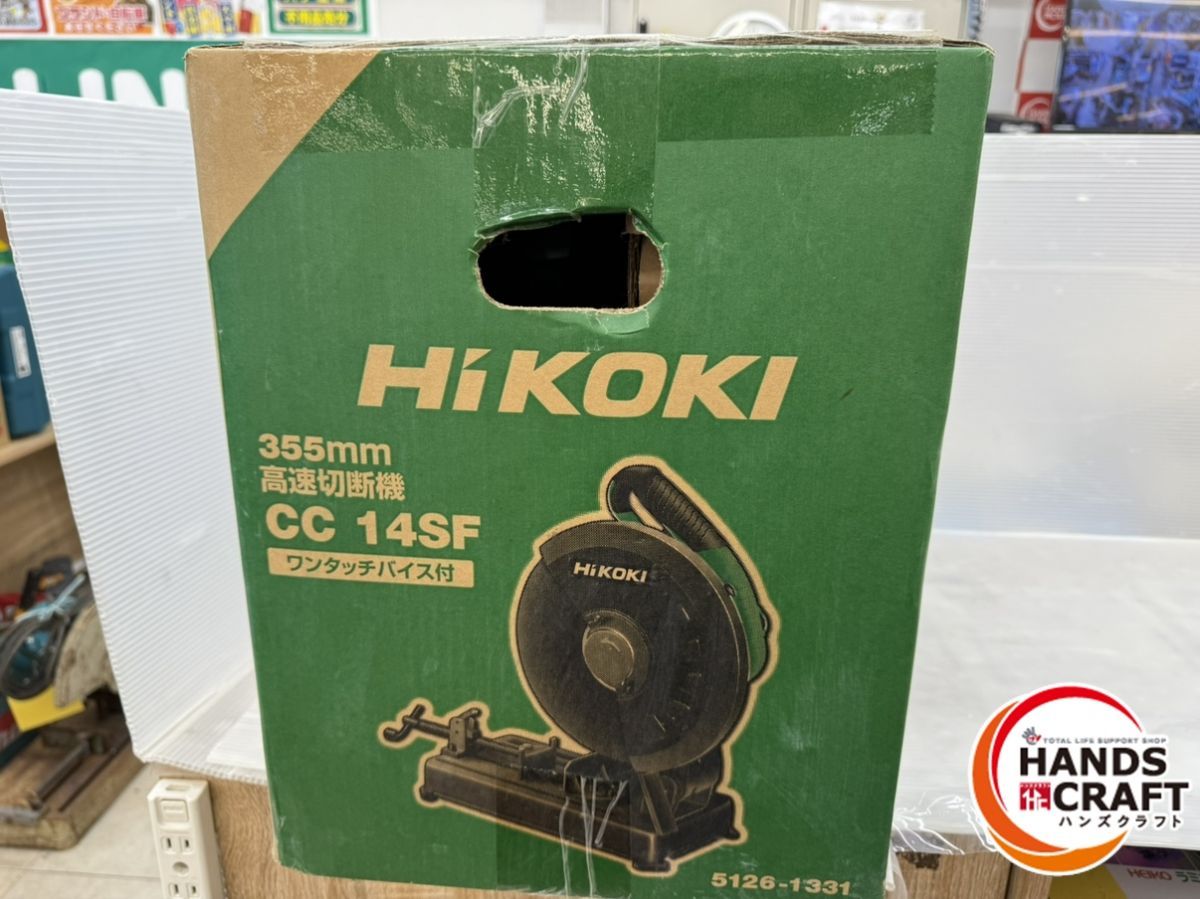 HiKOKI
355mm
高速切断機
CC 14SF
ワンタッチバイス付
HiKOKI
5126-1331
TOTAL LIFE SUPPORT SHOP
HANDS
CRAFT
ハンズクラフト
HEIKO